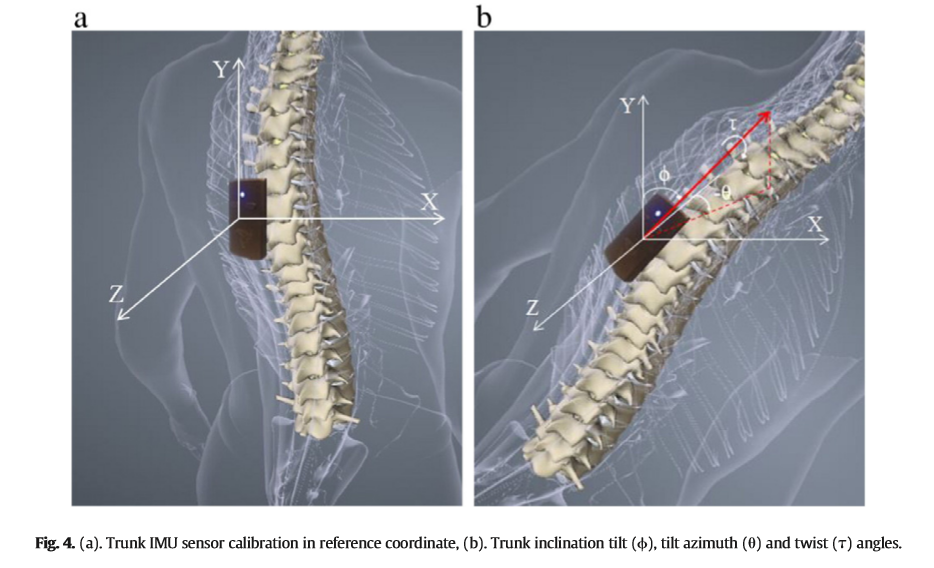 a
b
Y
X
Z
Y
τ
ϕ
-θ
X
Z
Fig. 4. (a). Trunk IMU sensor calibration in reference coordinate, (b). Trunk inclination tilt (ϕ), tilt azimuth (θ) and twist (τ) angles.